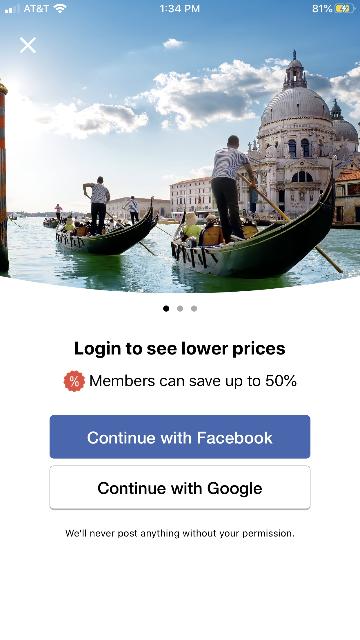 AT&T 1:34 PM 81%
Login to see lower prices
% Members can save up to 50%
Continue with Facebook
Continue with Google
We'll never post anything without your permission.